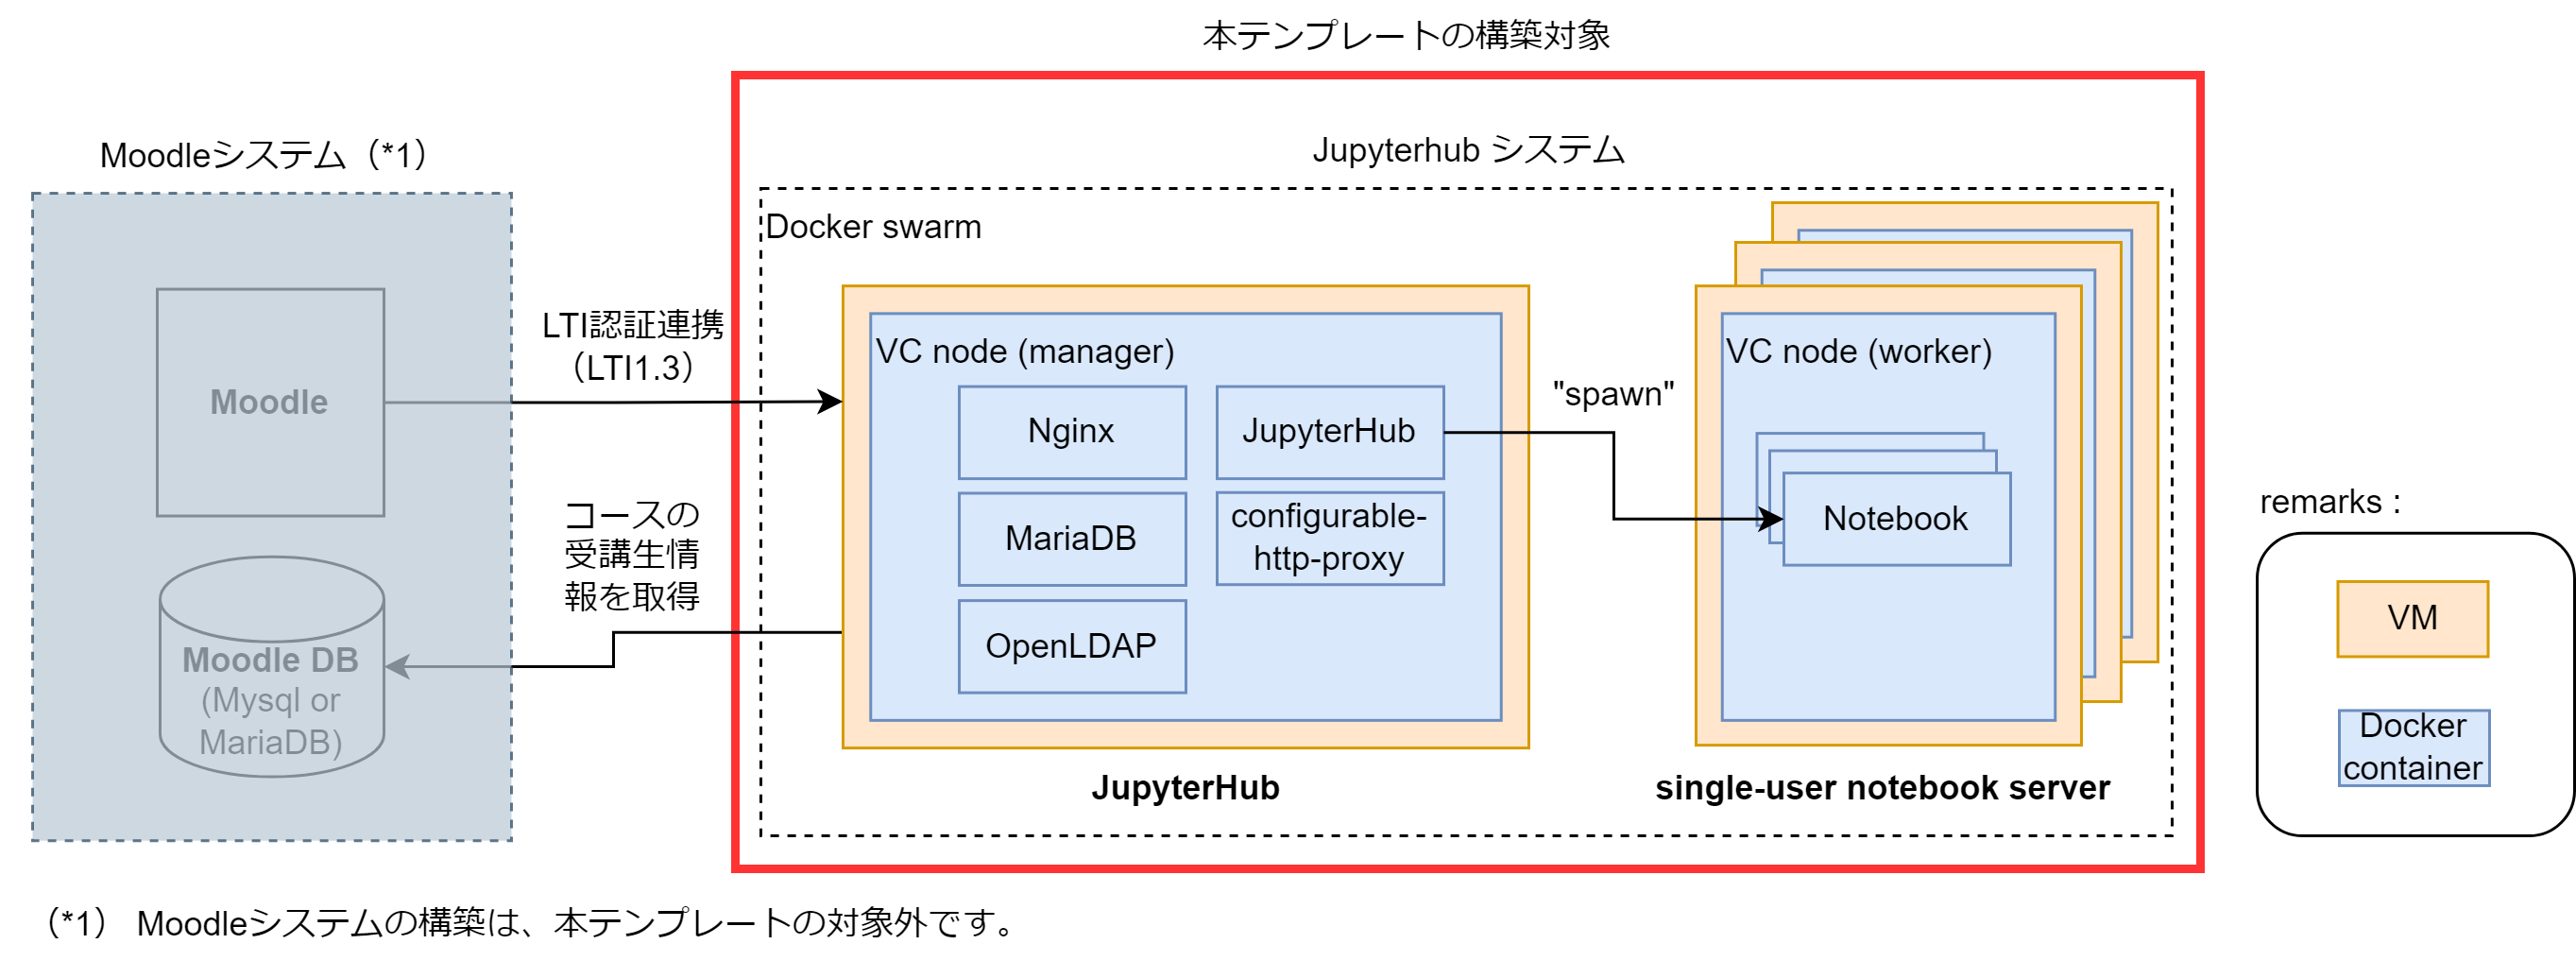 本テンプレートの構築対象
Moodleシステム（*1）
Jupyterhub システム
Docker swarm
Moodle
LTI認証連携
（LTI1.3）
コースの
受講生情
報を取得
Moodle DB
(Mysql or
MariaDB)
VC node (manager)
Nginx
JupyterHub
MariaDB
configurable-
http-proxy
OpenLDAP
JupyterHub
"spawn"
VC node (worker)
Notebook
single-user notebook server
remarks :
VM
Docker
container
（*1） Moodleシステムの構築は、本テンプレートの対象外です。